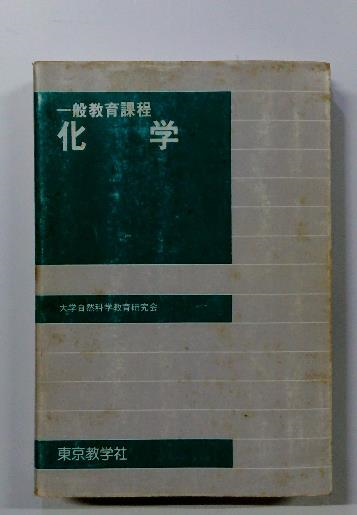 一般教育課程
化 学
大学自然科学教育研究会
東京教学社